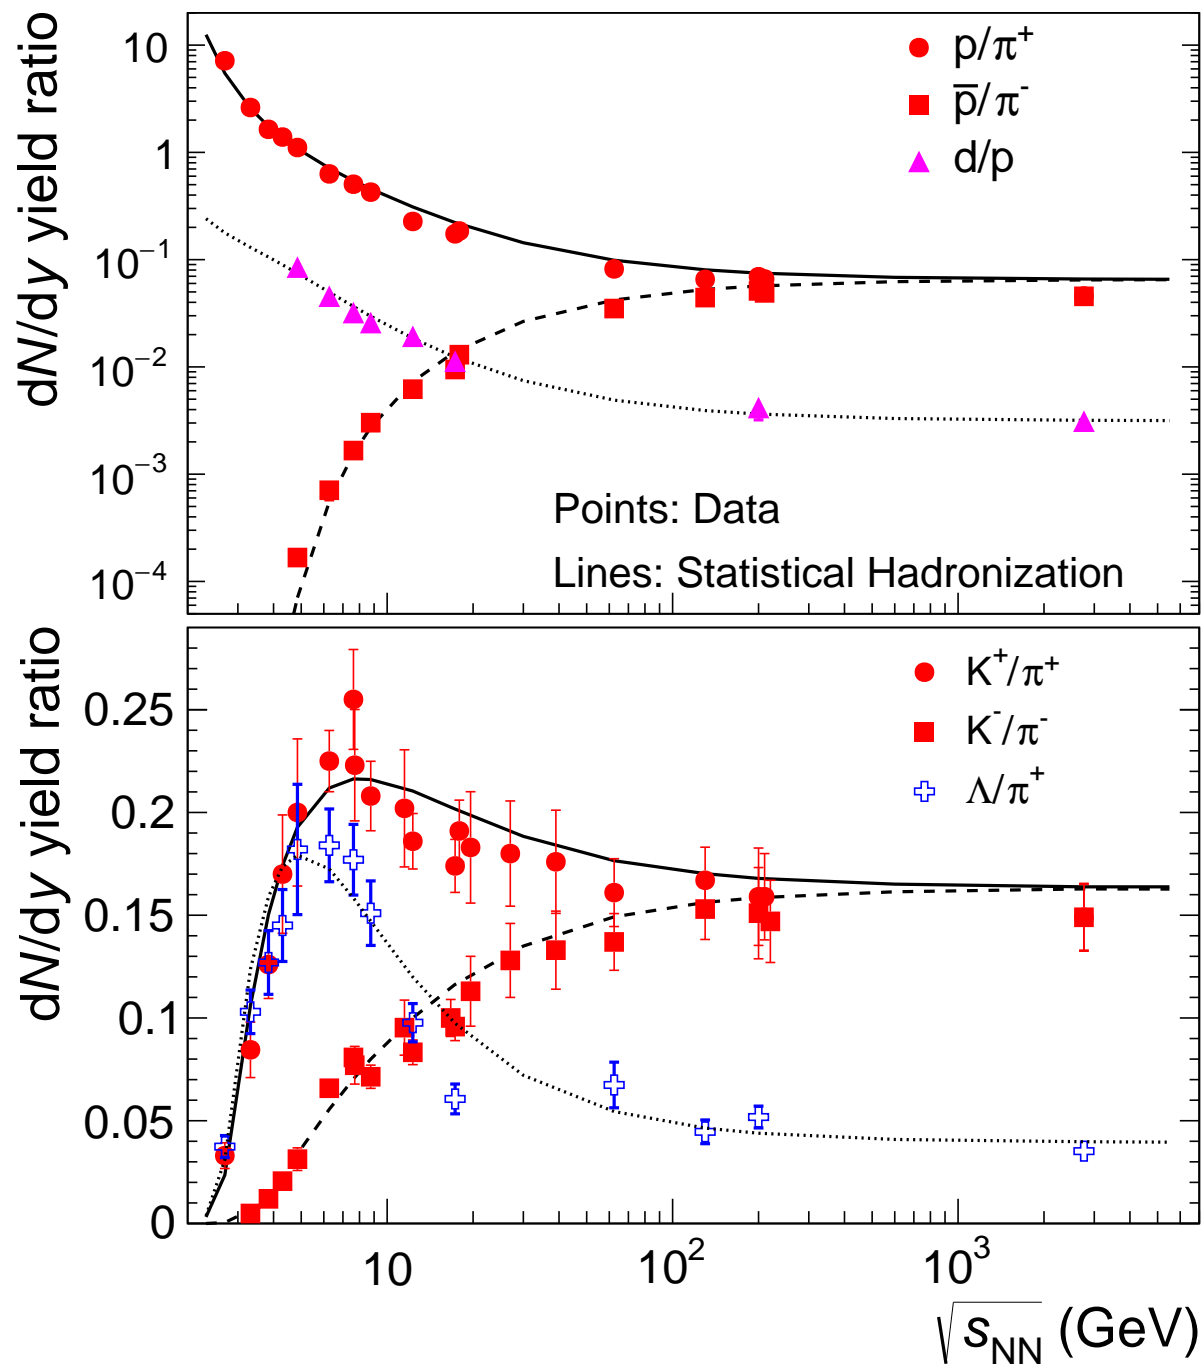 dN/dy yield ratio
10
1
10⁻¹
10⁻²
10⁻³
10⁻⁴
p/π⁺
p̅/π⁻
d/p
Points: Data
Lines: Statistical Hadronization
dN/dy yield ratio
0.25
0.2
0.15
0.1
0.05
0
K⁺/π⁺
K⁻/π⁻
Λ/π⁺
10
10²
10³
√s_NN (GeV)